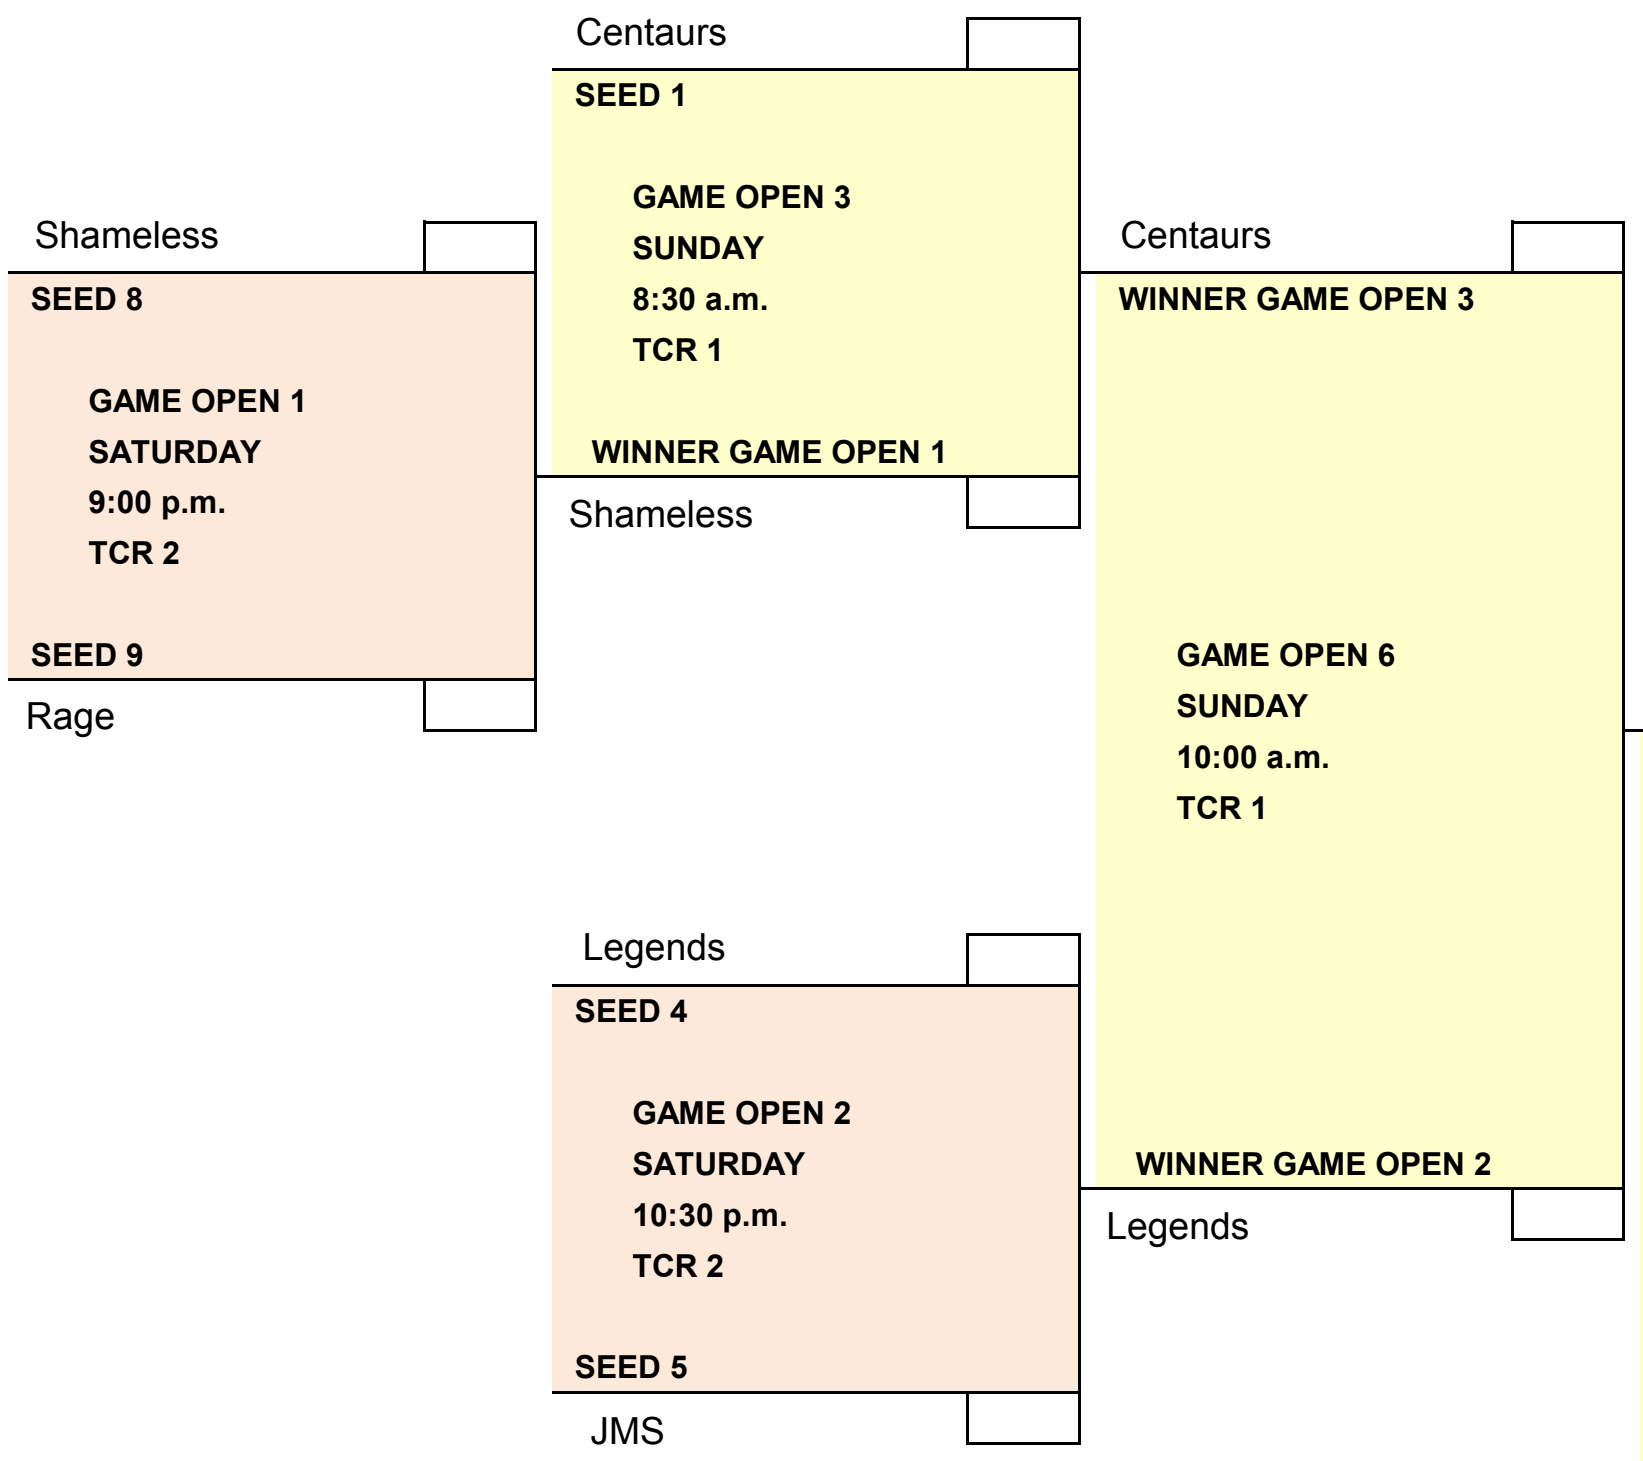 Centaurs
SEED 1
GAME OPEN 3
SUNDAY
8:30 a.m.
TCR 1
WINNER GAME OPEN 1
Shameless
Shameless
SEED 8
GAME OPEN 1
SATURDAY
9:00 p.m.
TCR 2
SEED 9
Rage
Centaurs
WINNER GAME OPEN 3
GAME OPEN 6
SUNDAY
10:00 a.m.
TCR 1
WINNER GAME OPEN 2
Legends
Legends
SEED 4
GAME OPEN 2
SATURDAY
10:30 p.m.
TCR 2
SEED 5
JMS